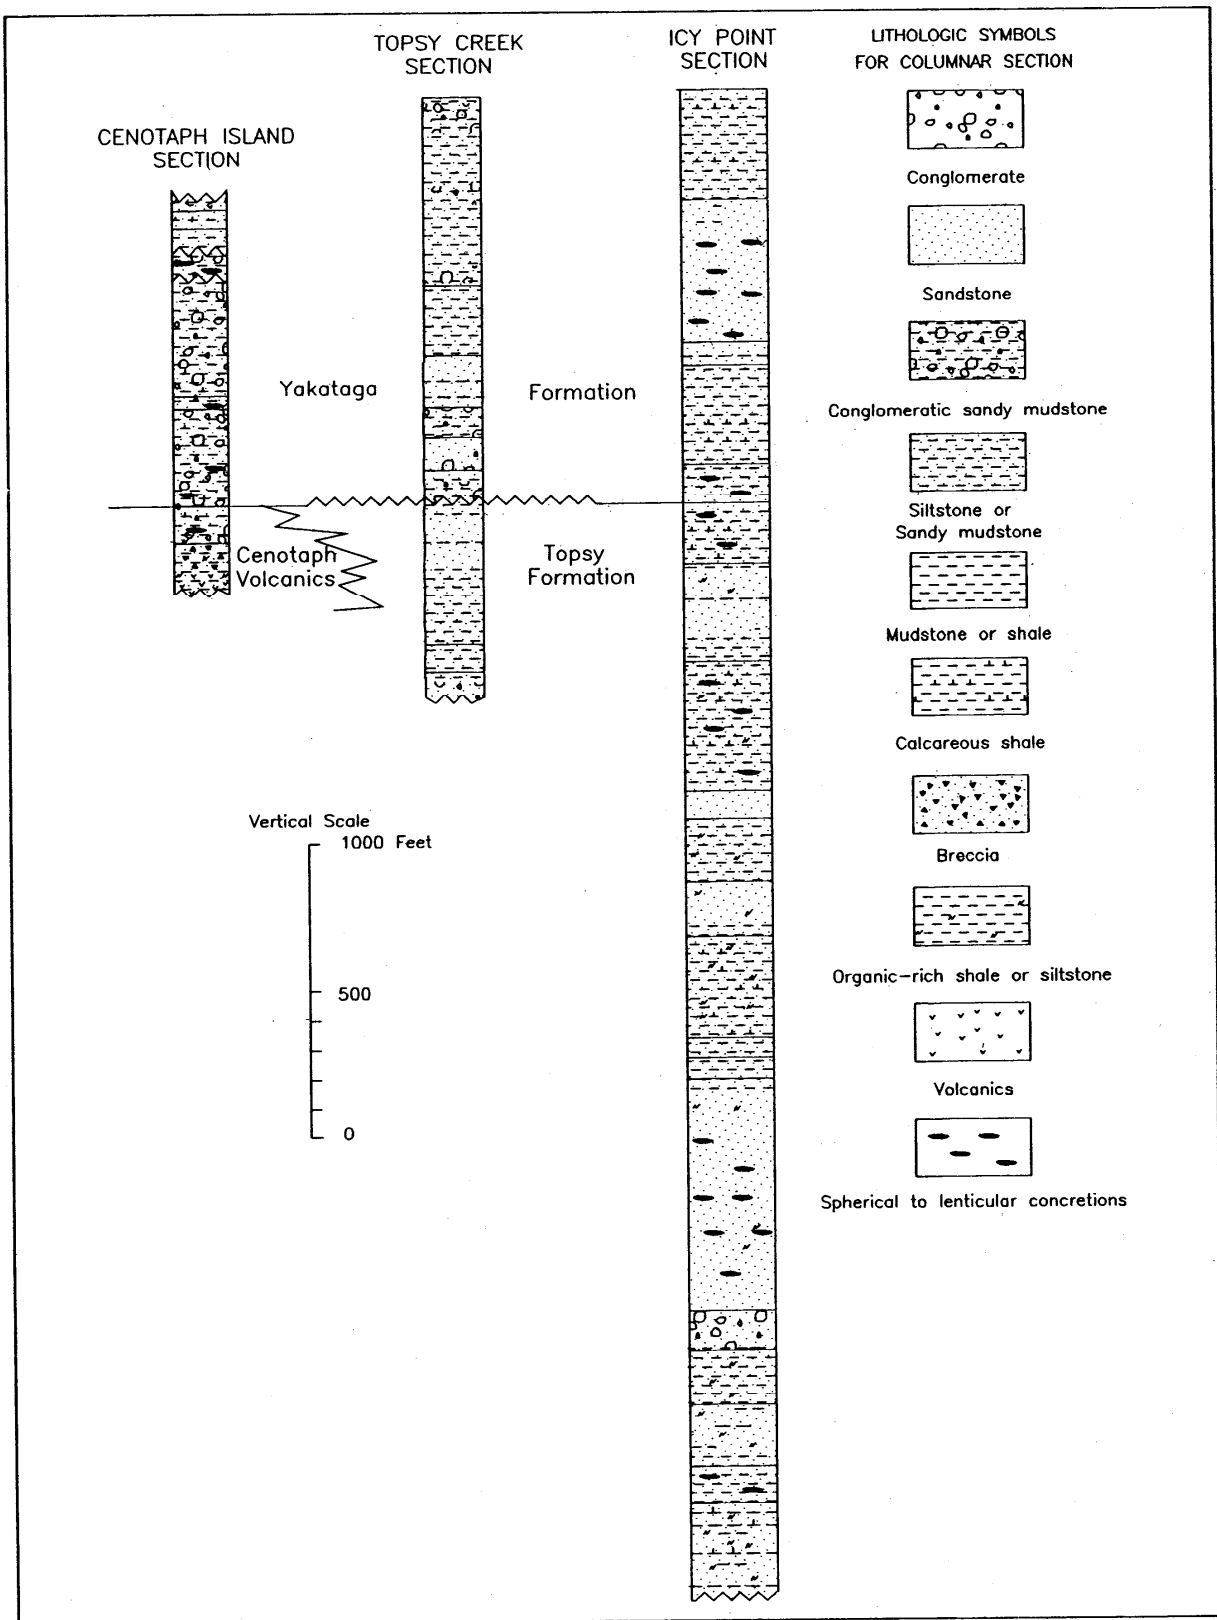 CENOTAPH ISLAND
SECTION
TOPSY CREEK
SECTION
ICY POINT
SECTION
LITHOLOGIC SYMBOLS
FOR COLUMNAR SECTION
Conglomerate
Sandstone
Conglomeratic sandy mudstone
Siltstone or
Sandy mudstone
Mudstone or shale
Calcareous shale
Breccia
Organic-rich shale or siltstone
Volcanics
Spherical to lenticular concretions
Yakataga
Formation
Cenotaph
Volcanics
Topsy
Formation
Vertical Scale
1000 Feet
500
0